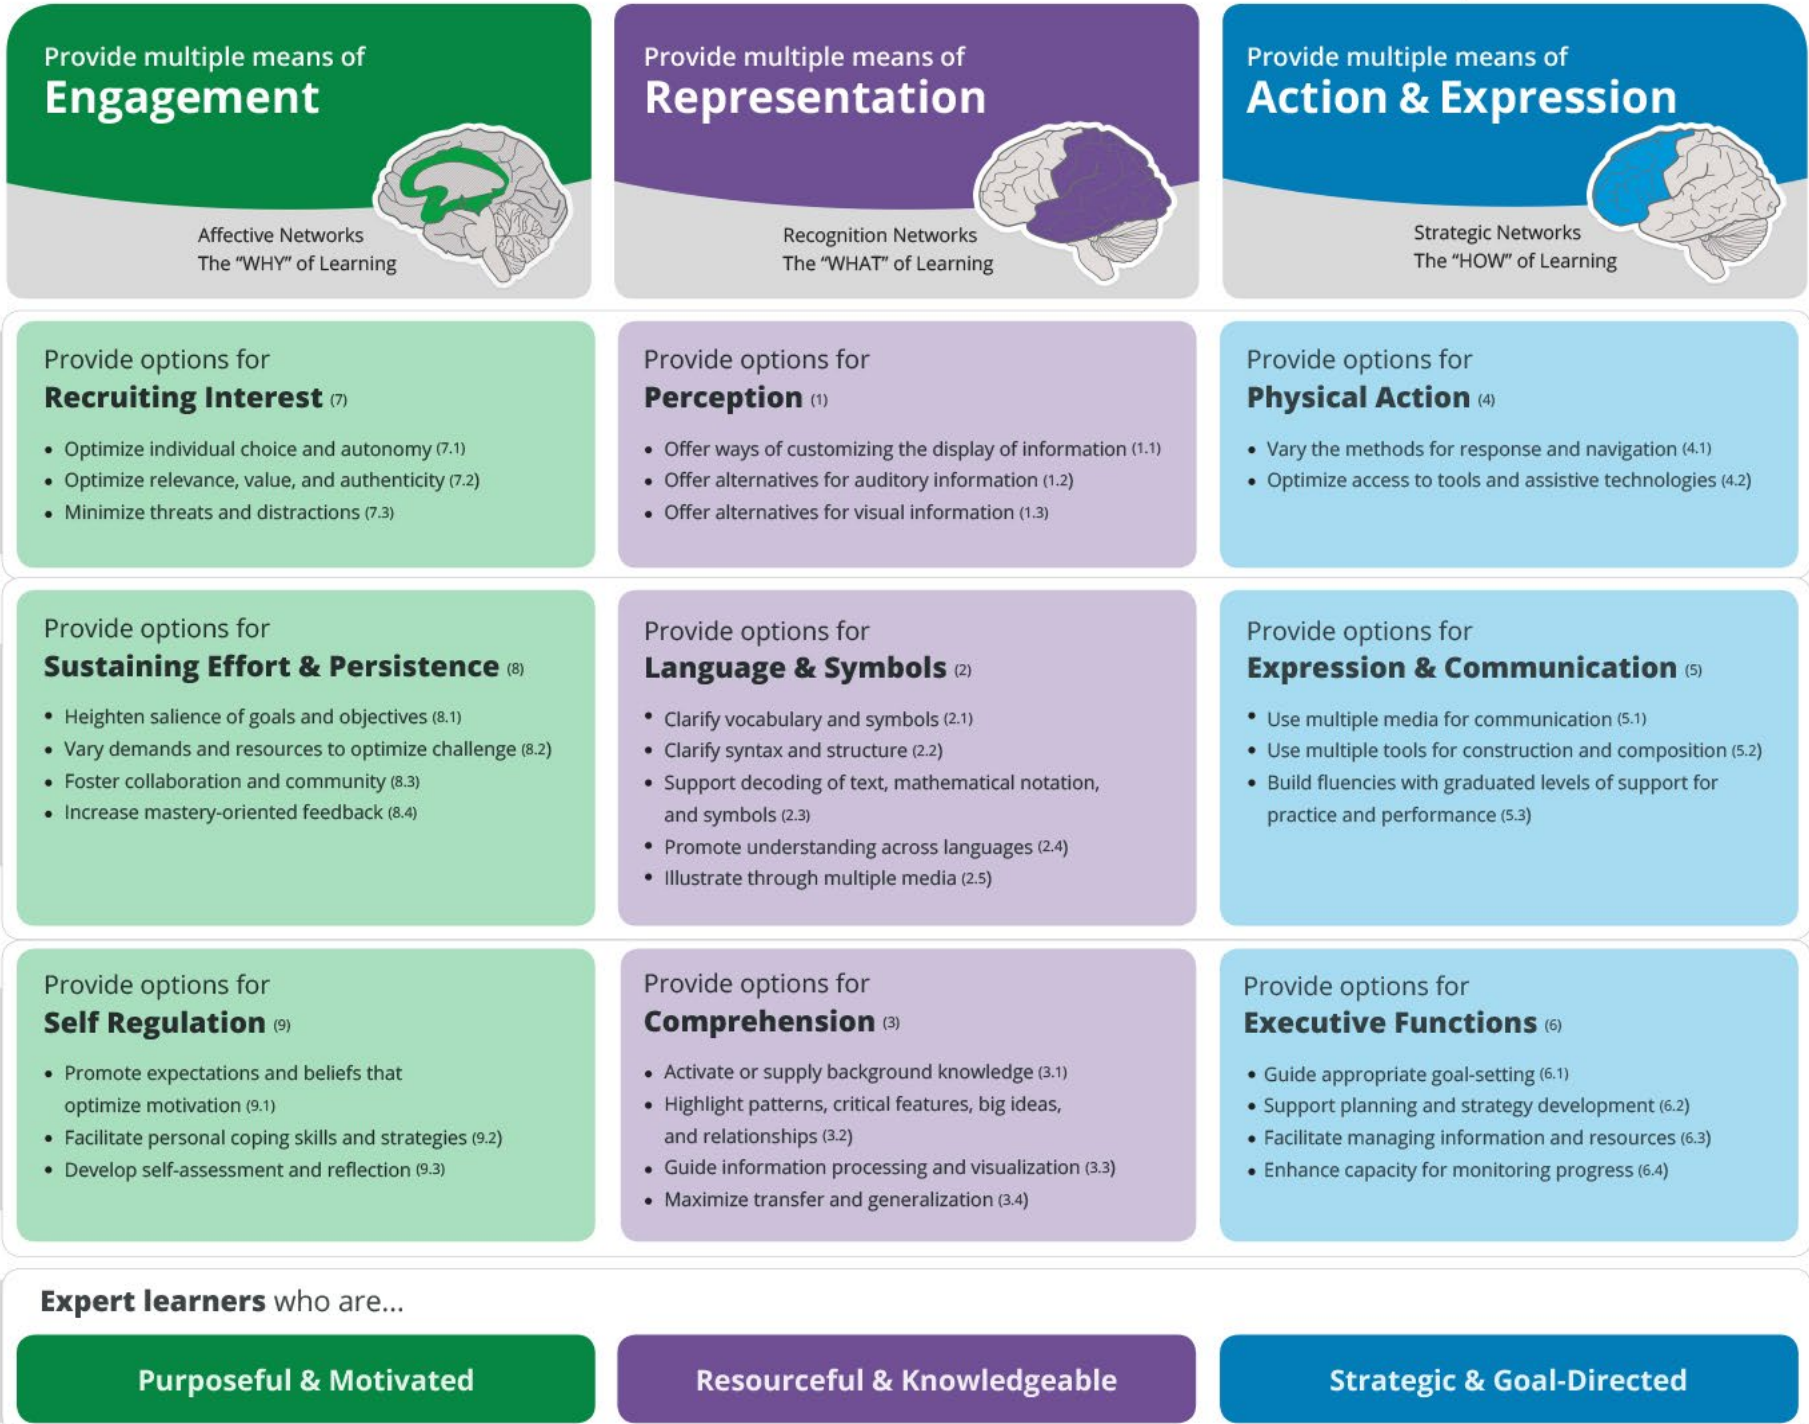 Provide multiple means of
Engagement
Affective Networks
The “WHY” of Learning
Provide multiple means of
Representation
Recognition Networks
The “WHAT” of Learning
Provide multiple means of
Action & Expression
Strategic Networks
The “HOW” of Learning
Provide options for
Recruiting Interest (7)
• Optimize individual choice and autonomy (7.1)
• Optimize relevance, value, and authenticity (7.2)
• Minimize threats and distractions (7.3)
Provide options for
Perception (1)
• Offer ways of customizing the display of information (1.1)
• Offer alternatives for auditory information (1.2)
• Offer alternatives for visual information (1.3)
Provide options for
Physical Action (4)
• Vary the methods for response and navigation (4.1)
• Optimize access to tools and assistive technologies (4.2)
Provide options for
Sustaining Effort & Persistence (8)
• Heighten salience of goals and objectives (8.1)
• Vary demands and resources to optimize challenge (8.2)
• Foster collaboration and community (8.3)
• Increase mastery-oriented feedback (8.4)
Provide options for
Language & Symbols (2)
• Clarify vocabulary and symbols (2.1)
• Clarify syntax and structure (2.2)
• Support decoding of text, mathematical notation,
and symbols (2.3)
• Promote understanding across languages (2.4)
• Illustrate through multiple media (2.5)
Provide options for
Expression & Communication (5)
• Use multiple media for communication (5.1)
• Use multiple tools for construction and composition (5.2)
• Build fluencies with graduated levels of support for
practice and performance (5.3)
Provide options for
Self Regulation (9)
• Promote expectations and beliefs that
optimize motivation (9.1)
• Facilitate personal coping skills and strategies (9.2)
• Develop self-assessment and reflection (9.3)
Provide options for
Comprehension (3)
• Activate or supply background knowledge (3.1)
• Highlight patterns, critical features, big ideas,
and relationships (3.2)
• Guide information processing and visualization (3.3)
• Maximize transfer and generalization (3.4)
Provide options for
Executive Functions (6)
• Guide appropriate goal-setting (6.1)
• Support planning and strategy development (6.2)
• Facilitate managing information and resources (6.3)
• Enhance capacity for monitoring progress (6.4)
Expert learners who are...
Purposeful & Motivated
Resourceful & Knowledgeable
Strategic & Goal-Directed